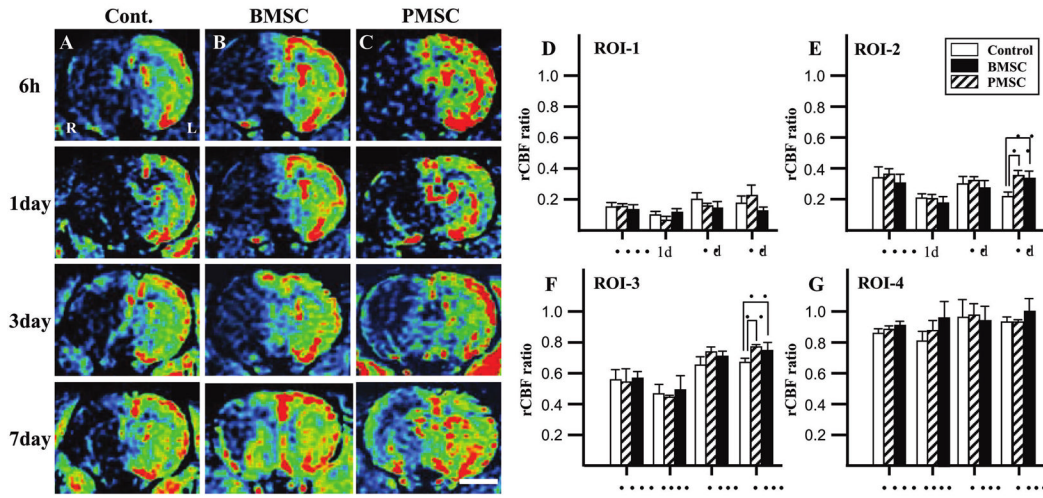 Cont. BMSC PMSC
A B C
6h
R L
1day
3day
7day
D ROI-1
rCBF ratio
1.0
0.8
0.6
0.4
0.2
1d
d
d
E ROI-2
Control
BMSC
PMSC
rCBF ratio
1.0
0.8
0.6
0.4
0.2
1d
d
d
F ROI-3
rCBF ratio
1.0
0.8
0.6
0.4
0.2
G ROI-4
rCBF ratio
1.0
0.8
0.6
0.4
0.2